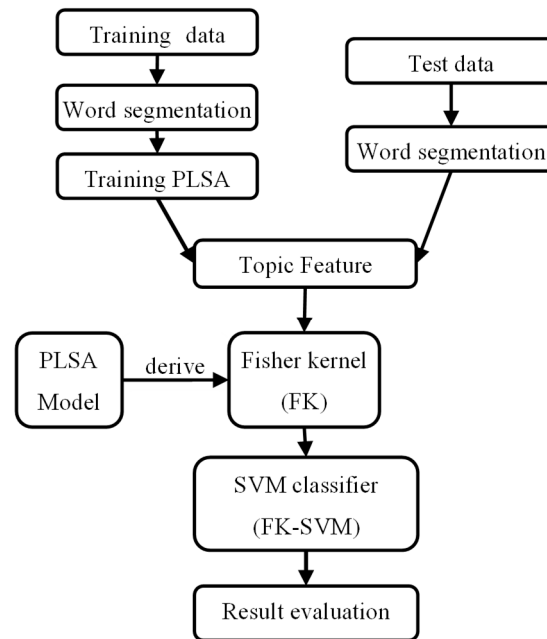 Training data
Word segmentation
Training PLSA
Test data
Word segmentation
Topic Feature
PLSA
Model
derive
Fisher kernel
(FK)
SVM classifier
(FK-SVM)
Result evaluation